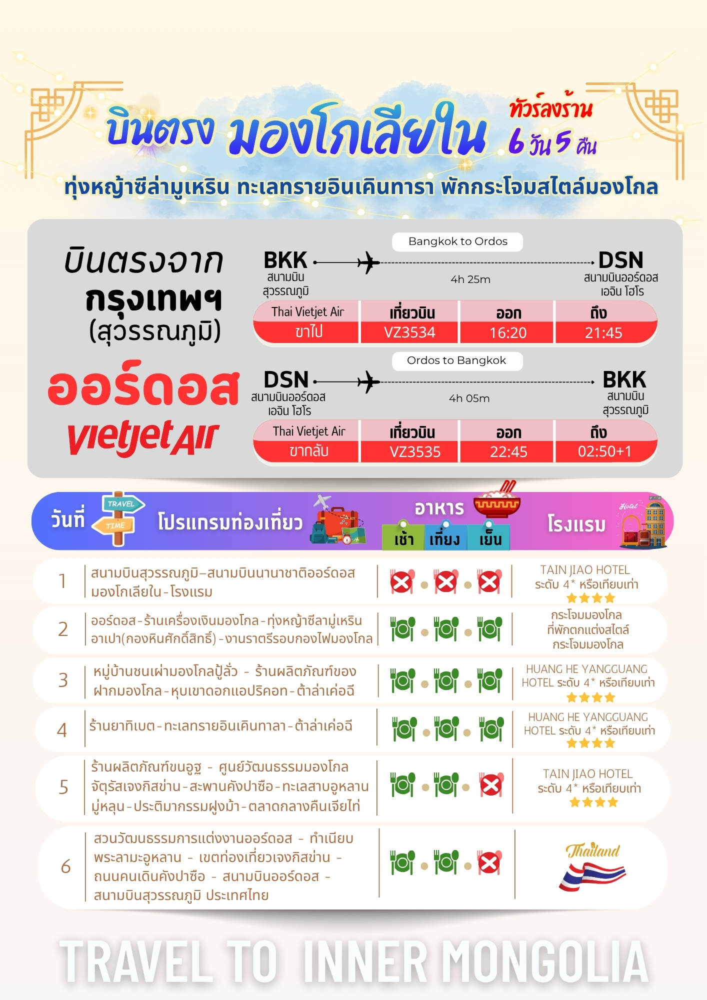 บินตรง มองโกเลียใน
ทัวร์ลงร้าน
6 วัน 5 คืน
ทุ่งหญ้าซีล่ามูเหริน ทะเลทรายอินเคินทารา พักกระโจมสไตล์มองโกล
บินตรงจาก
กรุงเทพฯ
(สุวรรณภูมิ)
ออร์ดอส
vietjet Air
Bangkok to Ordos
BKK
สนามบิน
สุวรรณภูมิ
4h 25m
DSN
สนามบินออร์ดอส
เอจิน โฮโร
Thai Vietjet Air เที่ยวบิน ออก ถึง
ขาไป VZ3534 16:20 21:45
Ordos to Bangkok
DSN
สนามบินออร์ดอส
เอจิน โฮโร
4h 05m
BKK
สนามบิน
สุวรรณภูมิ
Thai Vietjet Air เที่ยวบิน ออก ถึง
ขากลับ VZ3535 22:45 02:50+1
วันที่
TRAVEL
TIME
โปรแกรมท่องเที่ยว
อาหาร
เช้า เที่ยง เย็น
โรงแรม
Hotel
1
สนามบินสุวรรณภูมิ–สนามบินนานาชาติออร์ดอส
มองโกเลียใน-โรงแรม
TAIN JIAO HOTEL
ระดับ 4* หรือเทียบเท่า
2
ออร์ดอส-ร้านเครื่องเงินมองโกล-ทุ่งหญ้าซีลามู่เหริน
อาเปา(กองหินศักดิ์สิทธิ์)-งานราตรีรอบกองไฟมองโกล
กระโจมมองโกล
ที่พักตกแต่งสไตล์
กระโจมมองโกล
3
หมู่บ้านชนเผ่ามองโกลปู้ลั่ว - ร้านผลิตภัณฑ์ของ
ฝากมองโกล-หุบเขาดอกแอปริคอท-ต้าล่าเค่อฉี
HUANG HE YANGGUANG
HOTEL ระดับ 4* หรือเทียบเท่า
4
ร้านยาทิเบต-ทะเลทรายอินเคินทาลา-ต้าล่าเค่อฉี
HUANG HE YANGGUANG
HOTEL ระดับ 4* หรือเทียบเท่า
5
ร้านผลิตภัณฑ์ขนอูฐ - ศูนย์วัฒนธรรมมองโกล
จัตุรัสเจงกิสข่าน-สะพานคังปาซือ-ทะเลสาบอูหลาน
มู่หลุน-ประติมากรรมฝูงม้า-ตลาดกลางคืนเจียไท่
TAIN JIAO HOTEL
ระดับ 4* หรือเทียบเท่า
6
สวนวัฒนธรรมการแต่งงานออร์ดอส - ทำเนียบ
พระลามะอูหลาน - เขตท่องเที่ยวเจงกิสข่าน -
ถนนคนเดินคังปาซือ - สนามบินออร์ดอส -
สนามบินสุวรรณภูมิ ประเทศไทย
Thailand
TRAVEL TO INNER MONGOLIA